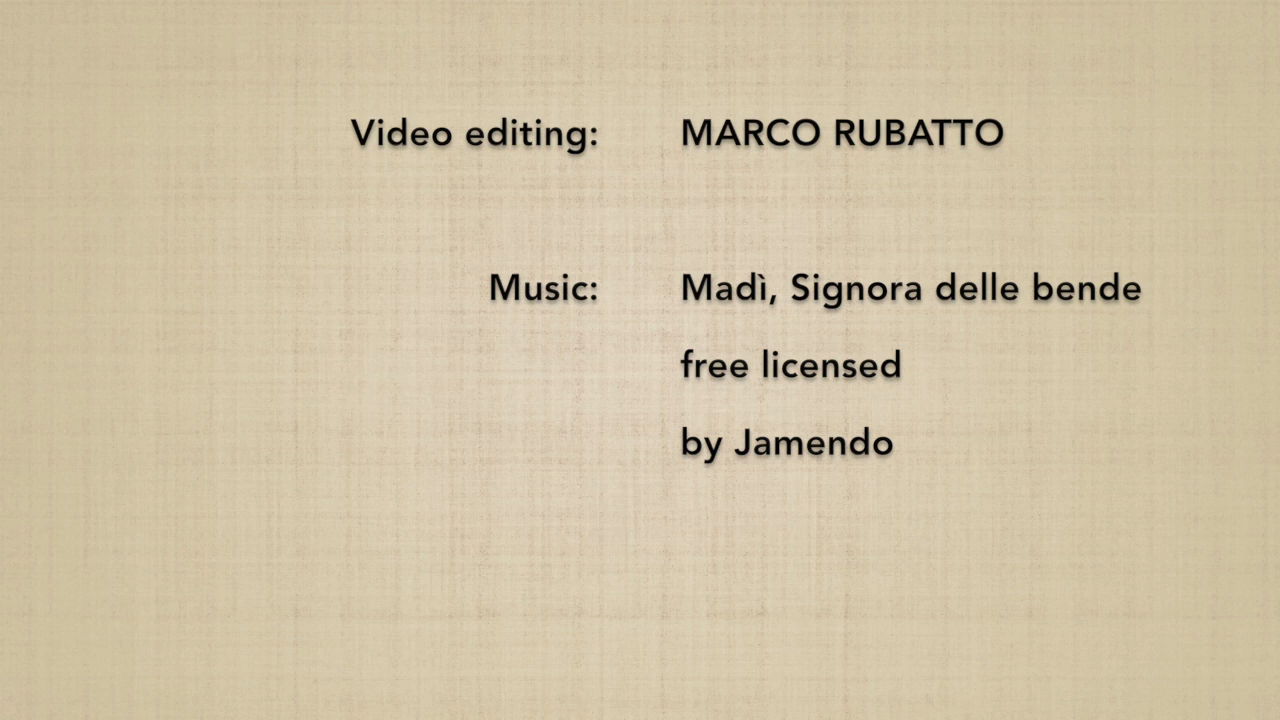 Video editing: MARCO RUBATTO
Music: Madì, Signora delle bende
free licensed
by Jamendo